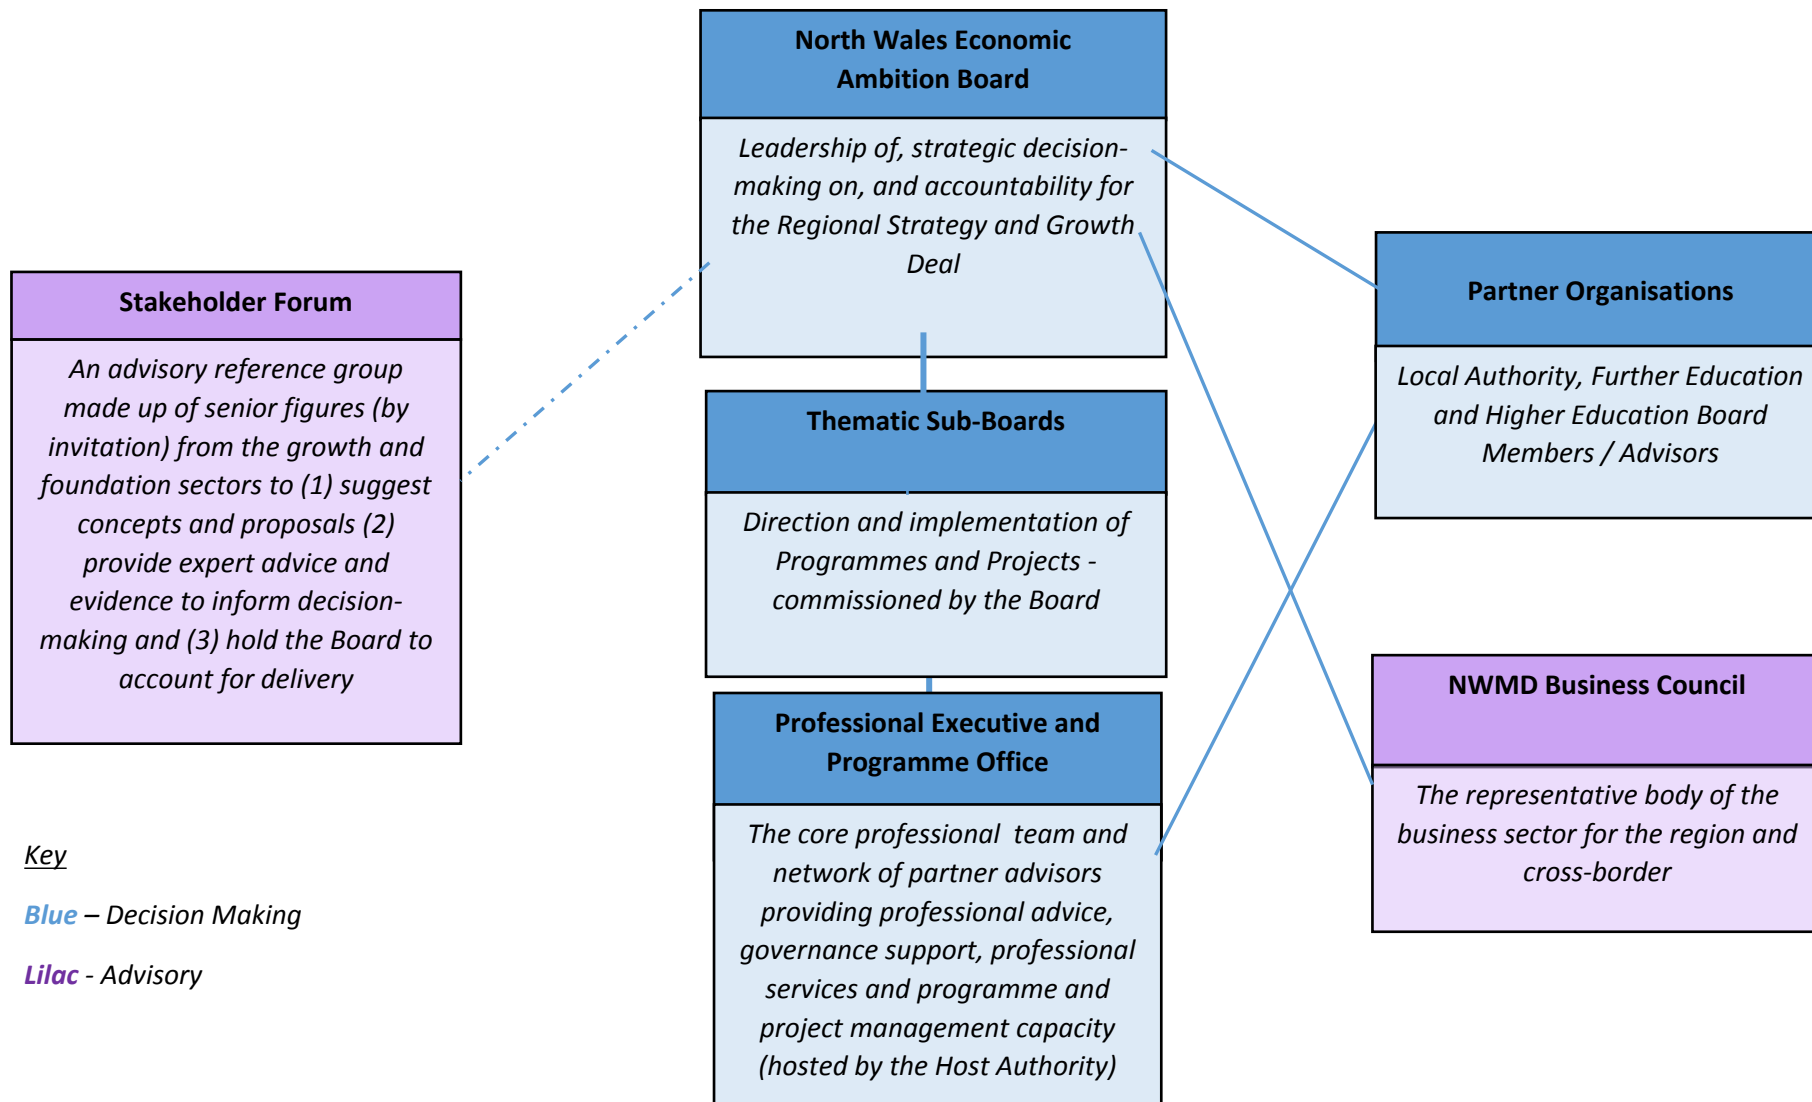 North Wales Economic
Ambition Board
Leadership of, strategic decision-
making on, and accountability for
the Regional Strategy and Growth
Deal
Stakeholder Forum
An advisory reference group
made up of senior figures (by
invitation) from the growth and
foundation sectors to (1) suggest
concepts and proposals (2)
provide expert advice and
evidence to inform decision-
making and (3) hold the Board to
account for delivery
Thematic Sub-Boards
Direction and implementation of
Programmes and Projects -
commissioned by the Board
Professional Executive and
Programme Office
The core professional team and
network of partner advisors
providing professional advice,
governance support, professional
services and programme and
project management capacity
(hosted by the Host Authority)
Partner Organisations
Local Authority, Further Education
and Higher Education Board
Members / Advisors
NWMD Business Council
The representative body of the
business sector for the region and
cross-border
Key
Blue – Decision Making
Lilac - Advisory